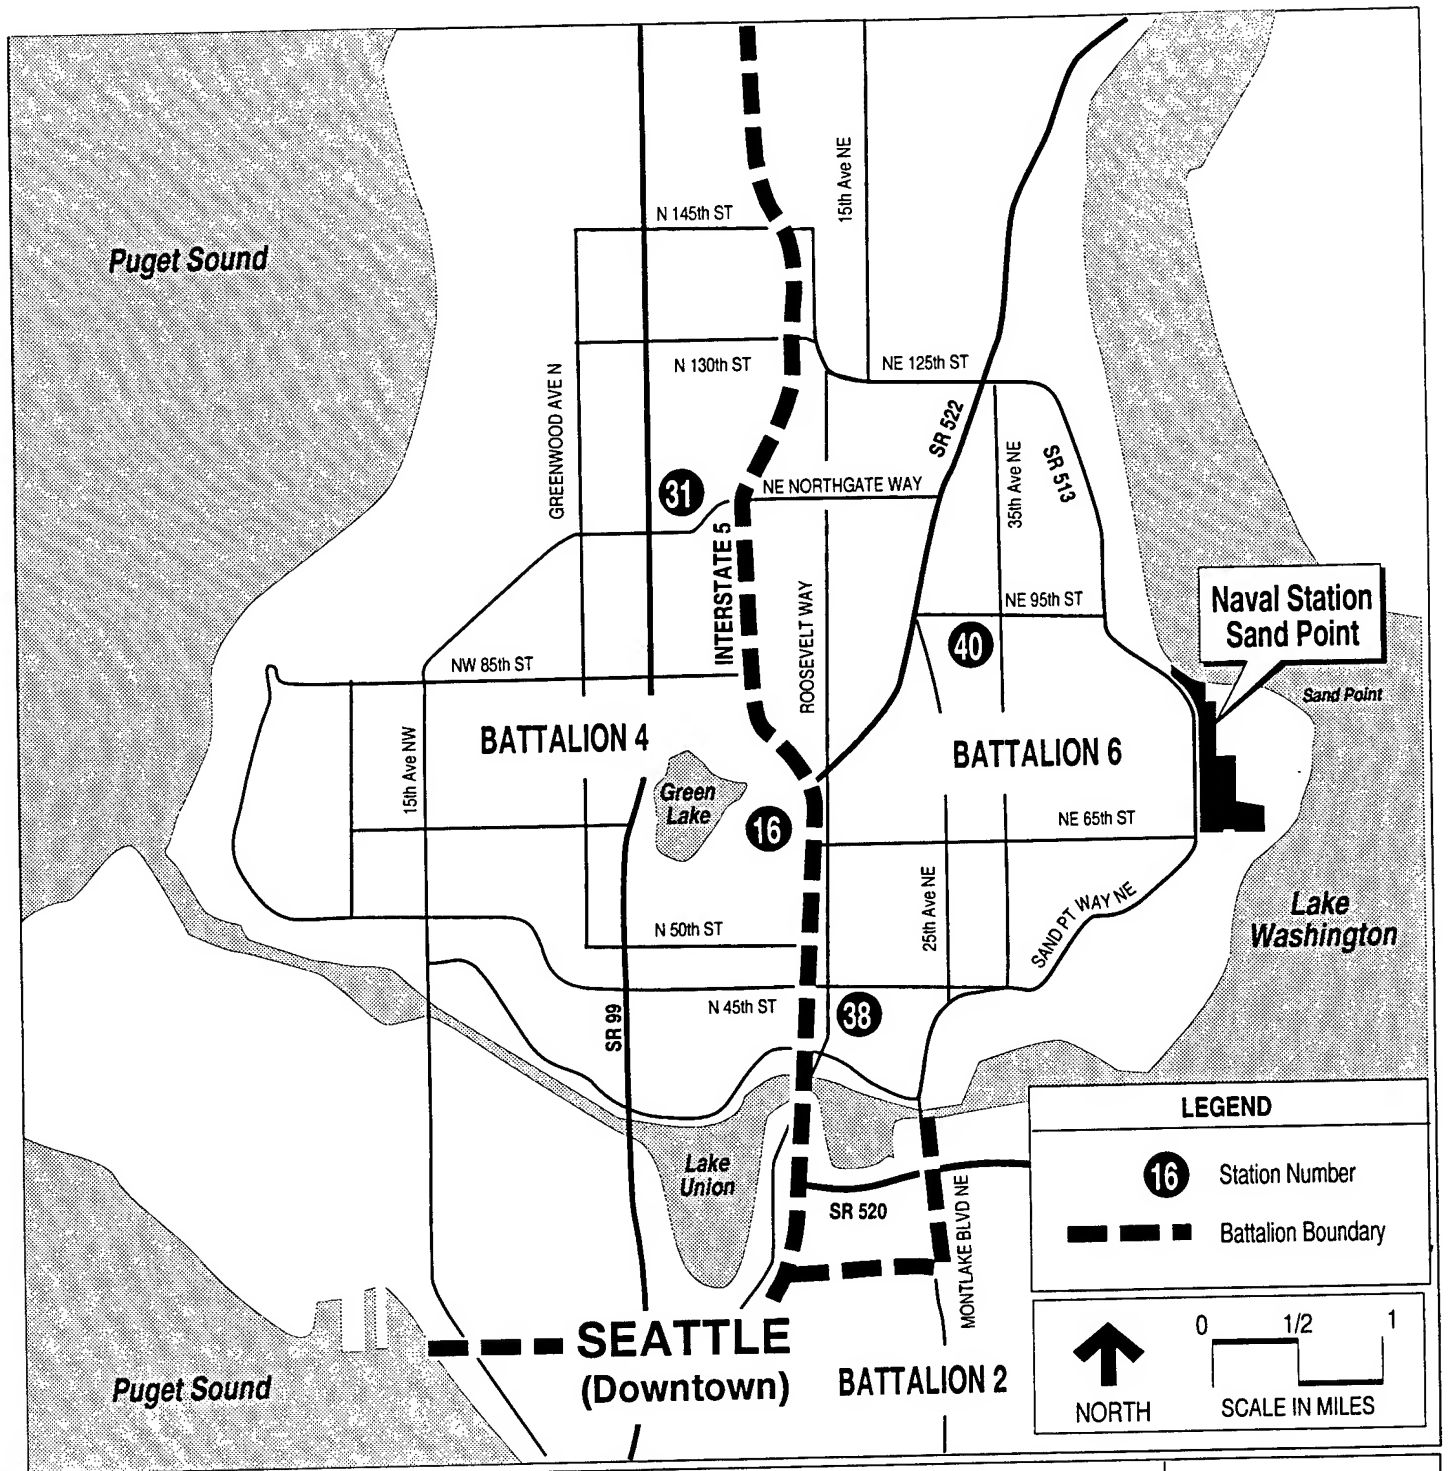 15th Ave NE
N 145th ST
Puget Sound
N 130th ST
NE 125th ST
GREENWOOD AVE N
SR 522
35th Ave NE
SR 513
31
NE NORTHGATE WAY
INTERSTATE 5
ROOSEVELT WAY
NE 95th ST
Naval Station
Sand Point
40
NW 85th ST
Sand Point
15th Ave NW
BATTALION 4
BATTALION 6
Green
Lake
16
NE 65th ST
25th Ave NE
SAND PT WAY NE
Lake
Washington
N 50th ST
N 45th ST
38
SR 99
Lake
Union
SR 520
MONTLAKE BLVD NE
LEGEND
16 Station Number
Battalion Boundary
SEATTLE
(Downtown)
BATTALION 2
Puget Sound
NORTH
0 1/2 1
SCALE IN MILES